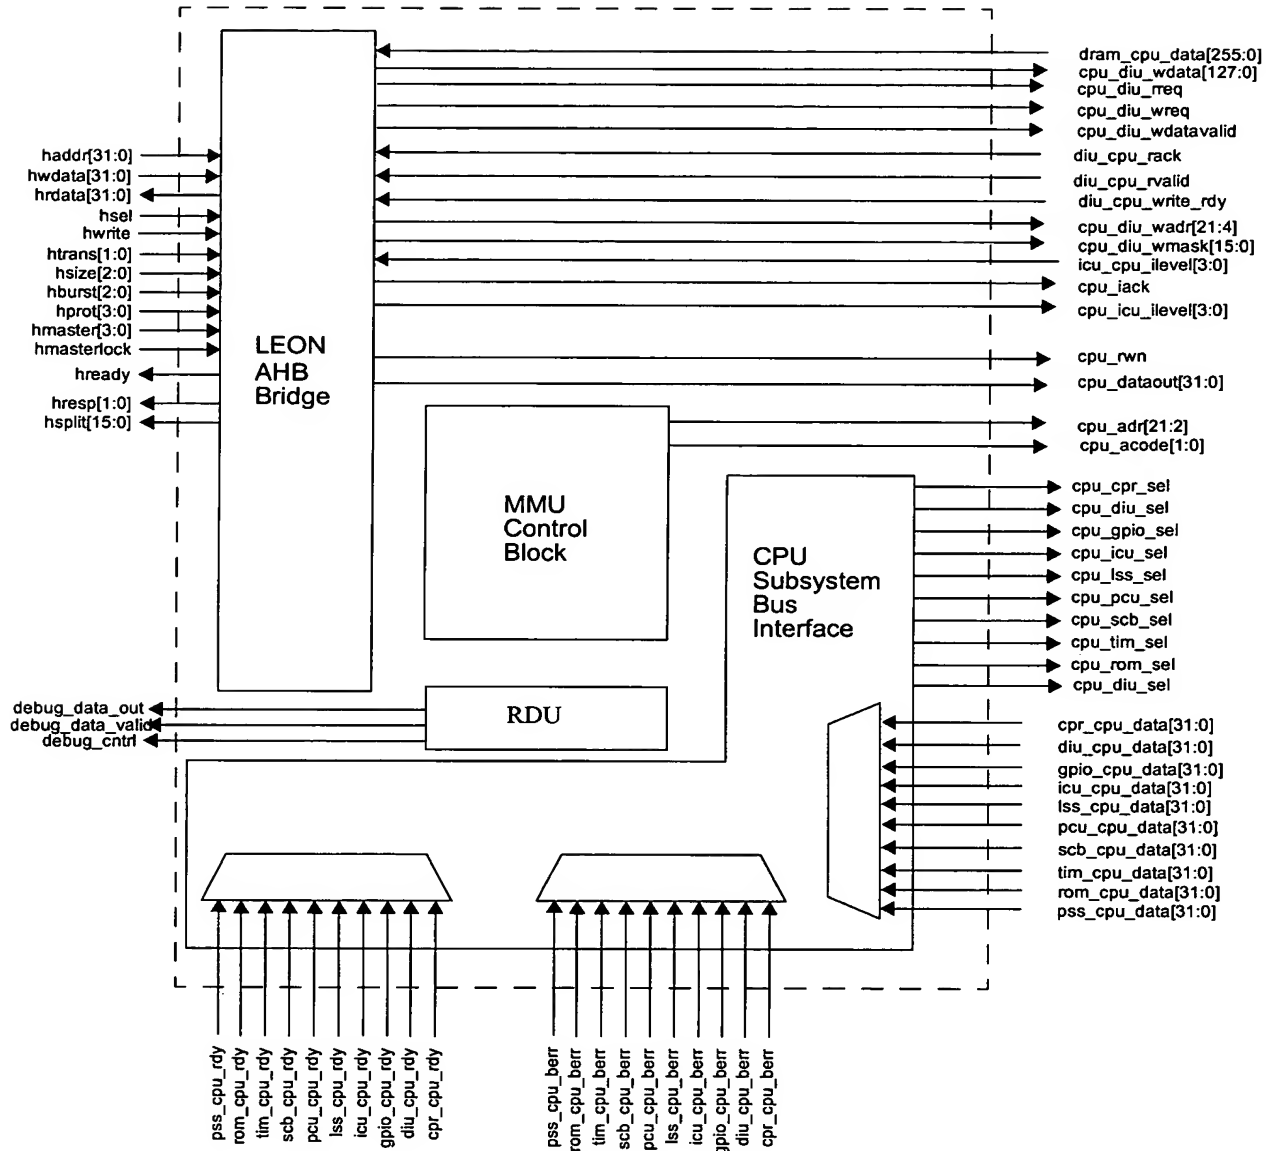 haddr[31:0]
hwdata[31:0]
hrdata[31:0]
hsel
hwrite
htrans[1:0]
hsize[2:0]
hburst[2:0]
hprot[3:0]
hmaster[3:0]
hmasterlock
hready
hresp[1:0]
hsplit[15:0]
LEON
AHB
Bridge
dram_cpu_data[255:0]
cpu_diu_wdata[127:0]
cpu_diu_rreq
cpu_diu_wreq
cpu_diu_wdatavalid
diu_cpu_rack
diu_cpu_rvalid
diu_cpu_write_rdy
cpu_diu_wadr[21:4]
cpu_diu_wmask[15:0]
icu_cpu_ilevel[3:0]
cpu_iack
cpu_icu_ilevel[3:0]
cpu_rwn
cpu_dataout[31:0]
cpu_adr[21:2]
cpu_acode[1:0]
MMU
Control
Block
CPU
Subsystem
Bus
Interface
cpu_cpr_sel
cpu_diu_sel
cpu_gpio_sel
cpu_icu_sel
cpu_lss_sel
cpu_pcu_sel
cpu_scb_sel
cpu_tim_sel
cpu_rom_sel
cpu_diu_sel
debug_data_out
debug_data_valid
debug_cntrl
RDU
cpr_cpu_data[31:0]
diu_cpu_data[31:0]
gpio_cpu_data[31:0]
icu_cpu_data[31:0]
lss_cpu_data[31:0]
pcu_cpu_data[31:0]
scb_cpu_data[31:0]
tim_cpu_data[31:0]
rom_cpu_data[31:0]
pss_cpu_data[31:0]
pss_cpu_rdy
rom_cpu_rdy
tim_cpu_rdy
scb_cpu_rdy
pcu_cpu_rdy
lss_cpu_rdy
icu_cpu_rdy
gpio_cpu_rdy
diu_cpu_rdy
cpr_cpu_rdy
pss_cpu_berr
rom_cpu_berr
tim_cpu_berr
scb_cpu_berr
pcu_cpu_berr
lss_cpu_berr
icu_cpu_berr
gpio_cpu_berr
diu_cpu_berr
cpr_cpu_berr